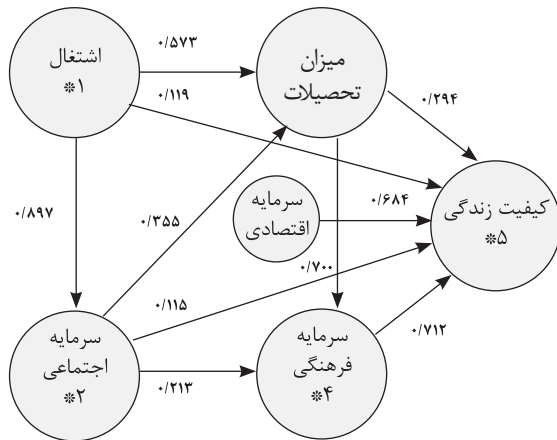 ۰/۵۷۳
اشتغال
*۱
میزان
تحصیلات
۰/۱۱۹
۰/۲۹۴
۰/۸۹۷
۰/۳۵۵
سرمایه
اقتصادی
۰/۶۸۴
کیفیت زندگی
*۵
۰/۷۰۰
۰/۱۱۵
سرمایه
اجتماعی
*۲
۰/۲۱۳
سرمایه
فرهنگی
*۴
۰/۷۱۲